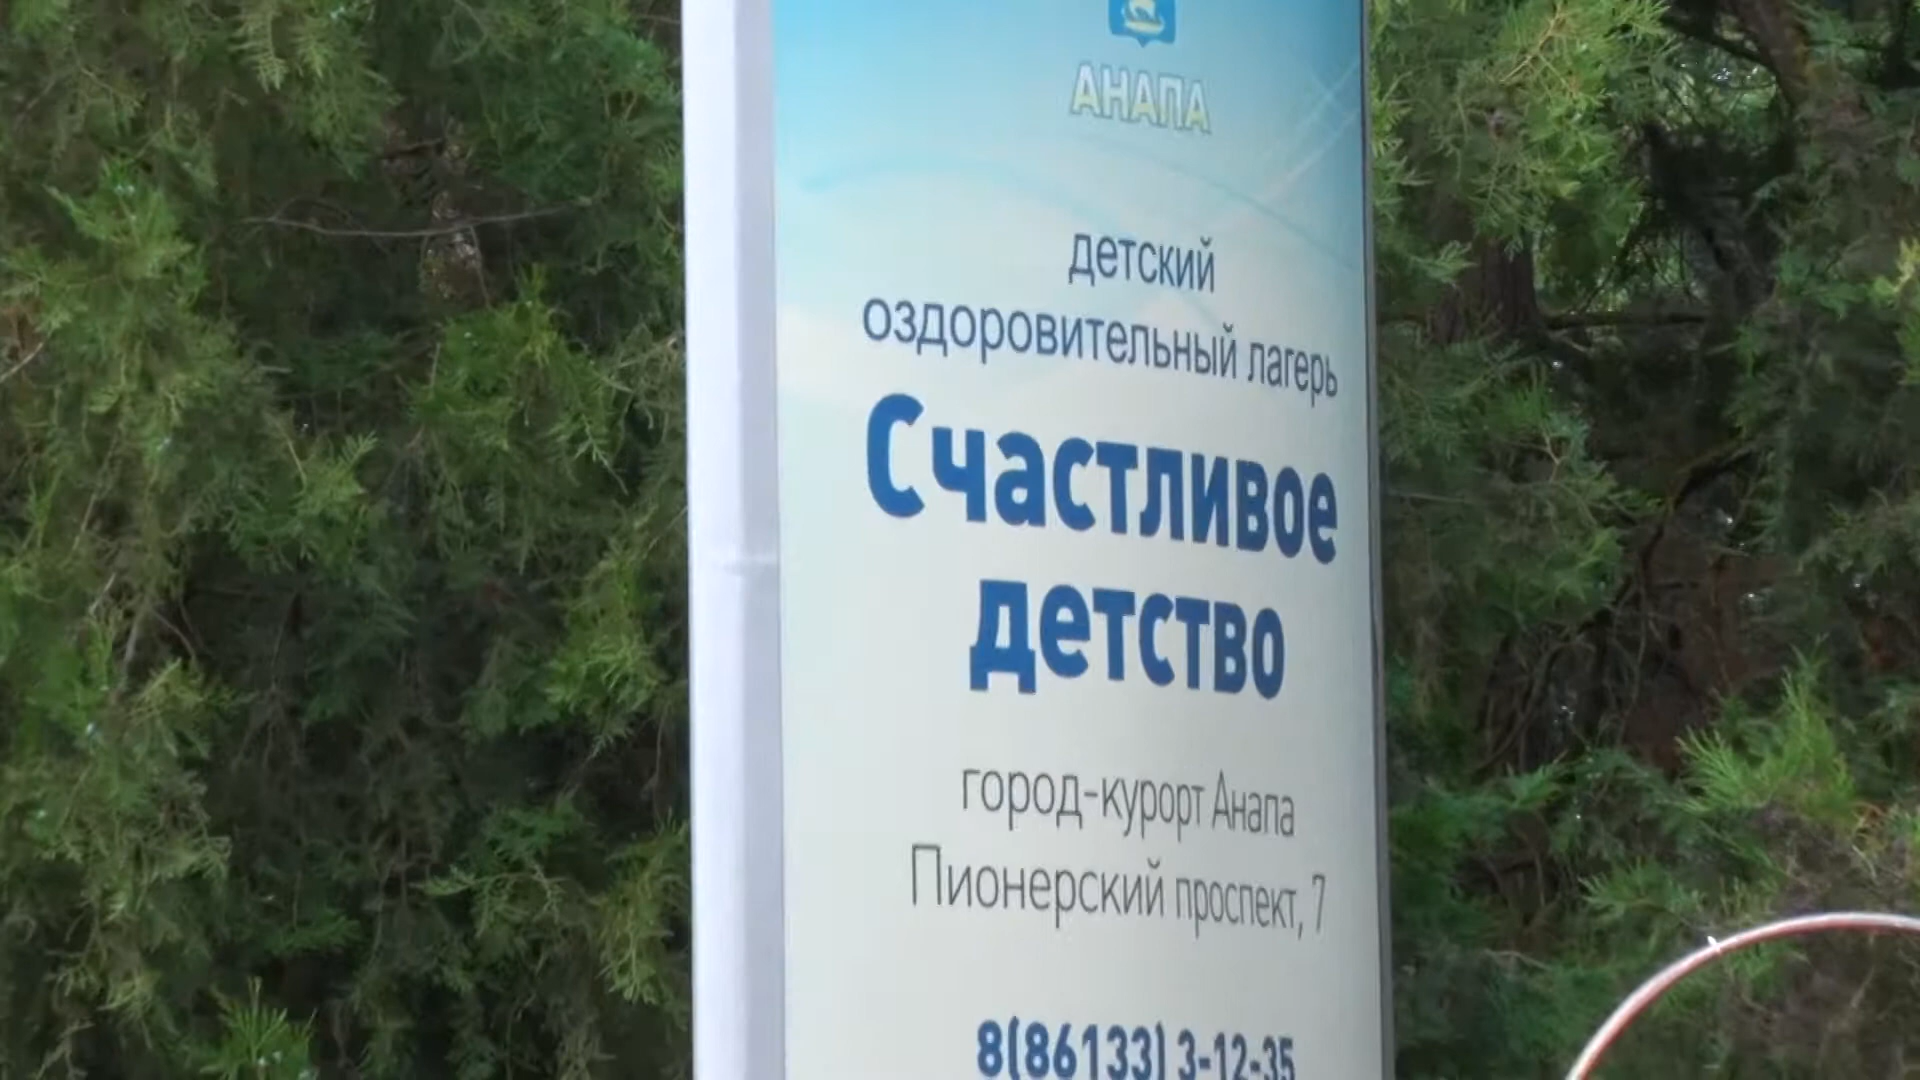 АНАПА
детский
оздоровительный лагерь
Счастливое
детство
город-курорт Анапа
Пионерский проспект, 7
8(86133) 3-12-35